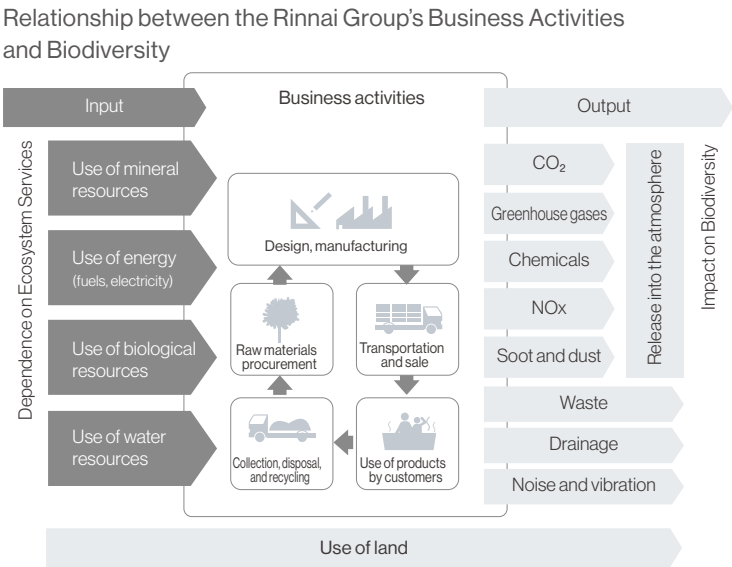 Relationship between the Rinnai Group's Business Activities
and Biodiversity
Input
Business activities
Output
Dependence on Ecosystem Services
Use of mineral
resources
Use of energy
(fuels, electricity)
Use of biological
resources
Use of water
resources
Design, manufacturing
Raw materials
procurement
Transportation
and sale
Collection, disposal,
and recycling
Use of products
by customers
CO₂
Greenhouse gases
Chemicals
NOx
Soot and dust
Release into the atmosphere
Waste
Drainage
Noise and vibration
Impact on Biodiversity
Use of land